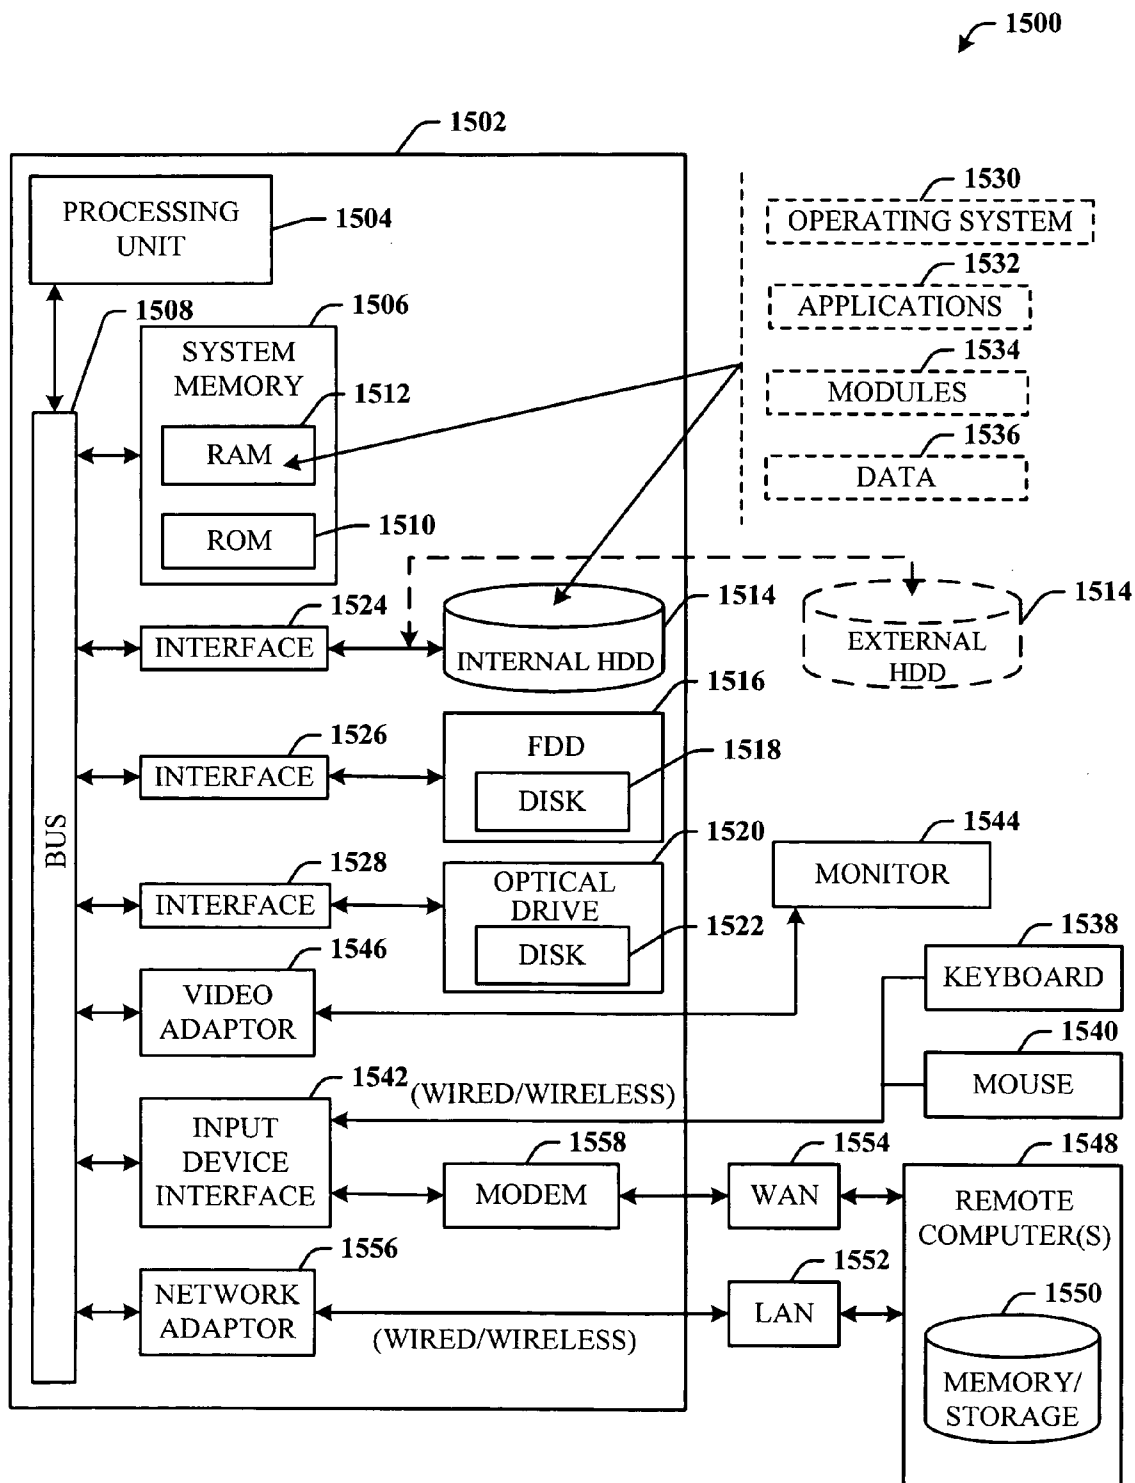 1500
1502
PROCESSING
UNIT
1504
1508
1506
SYSTEM
MEMORY
1512
RAM
1510
ROM
1530
OPERATING SYSTEM
1532
APPLICATIONS
1534
MODULES
1536
DATA
1524
INTERFACE
1514
INTERNAL HDD
1514
EXTERNAL
HDD
1516
FDD
1526
INTERFACE
1518
DISK
BUS
1520
OPTICAL
DRIVE
1528
INTERFACE
1522
DISK
1544
MONITOR
1546
VIDEO
ADAPTOR
1538
KEYBOARD
1540
MOUSE
1542
(WIRED/WIRELESS)
INPUT
DEVICE
INTERFACE
1558
MODEM
1554
WAN
1548
REMOTE
COMPUTER(S)
1556
NETWORK
ADAPTOR
(WIRED/WIRELESS)
1552
LAN
1550
MEMORY/
STORAGE